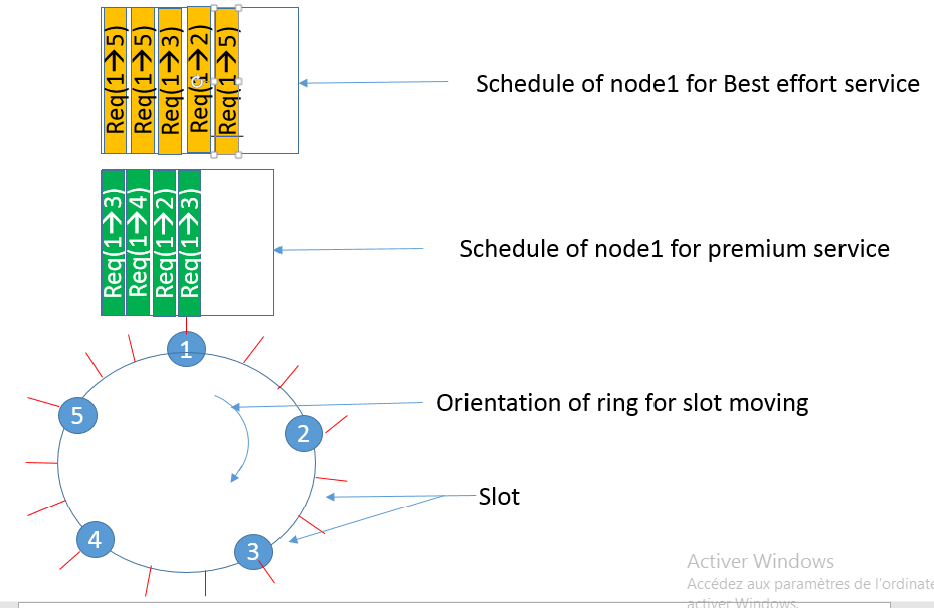 Req(1→5)
Req(1→5)
Req(1→3)
Req(1→2)
Req(1→5)
Schedule of node1 for Best effort service
Req(1→3)
Req(1→4)
Req(1→2)
Req(1→3)
Schedule of node1 for premium service
1
5
Orientation of ring for slot moving
2
Slot
4
3
Activer Windows
Accédez aux paramètres de l'ordinate
activer Windows.